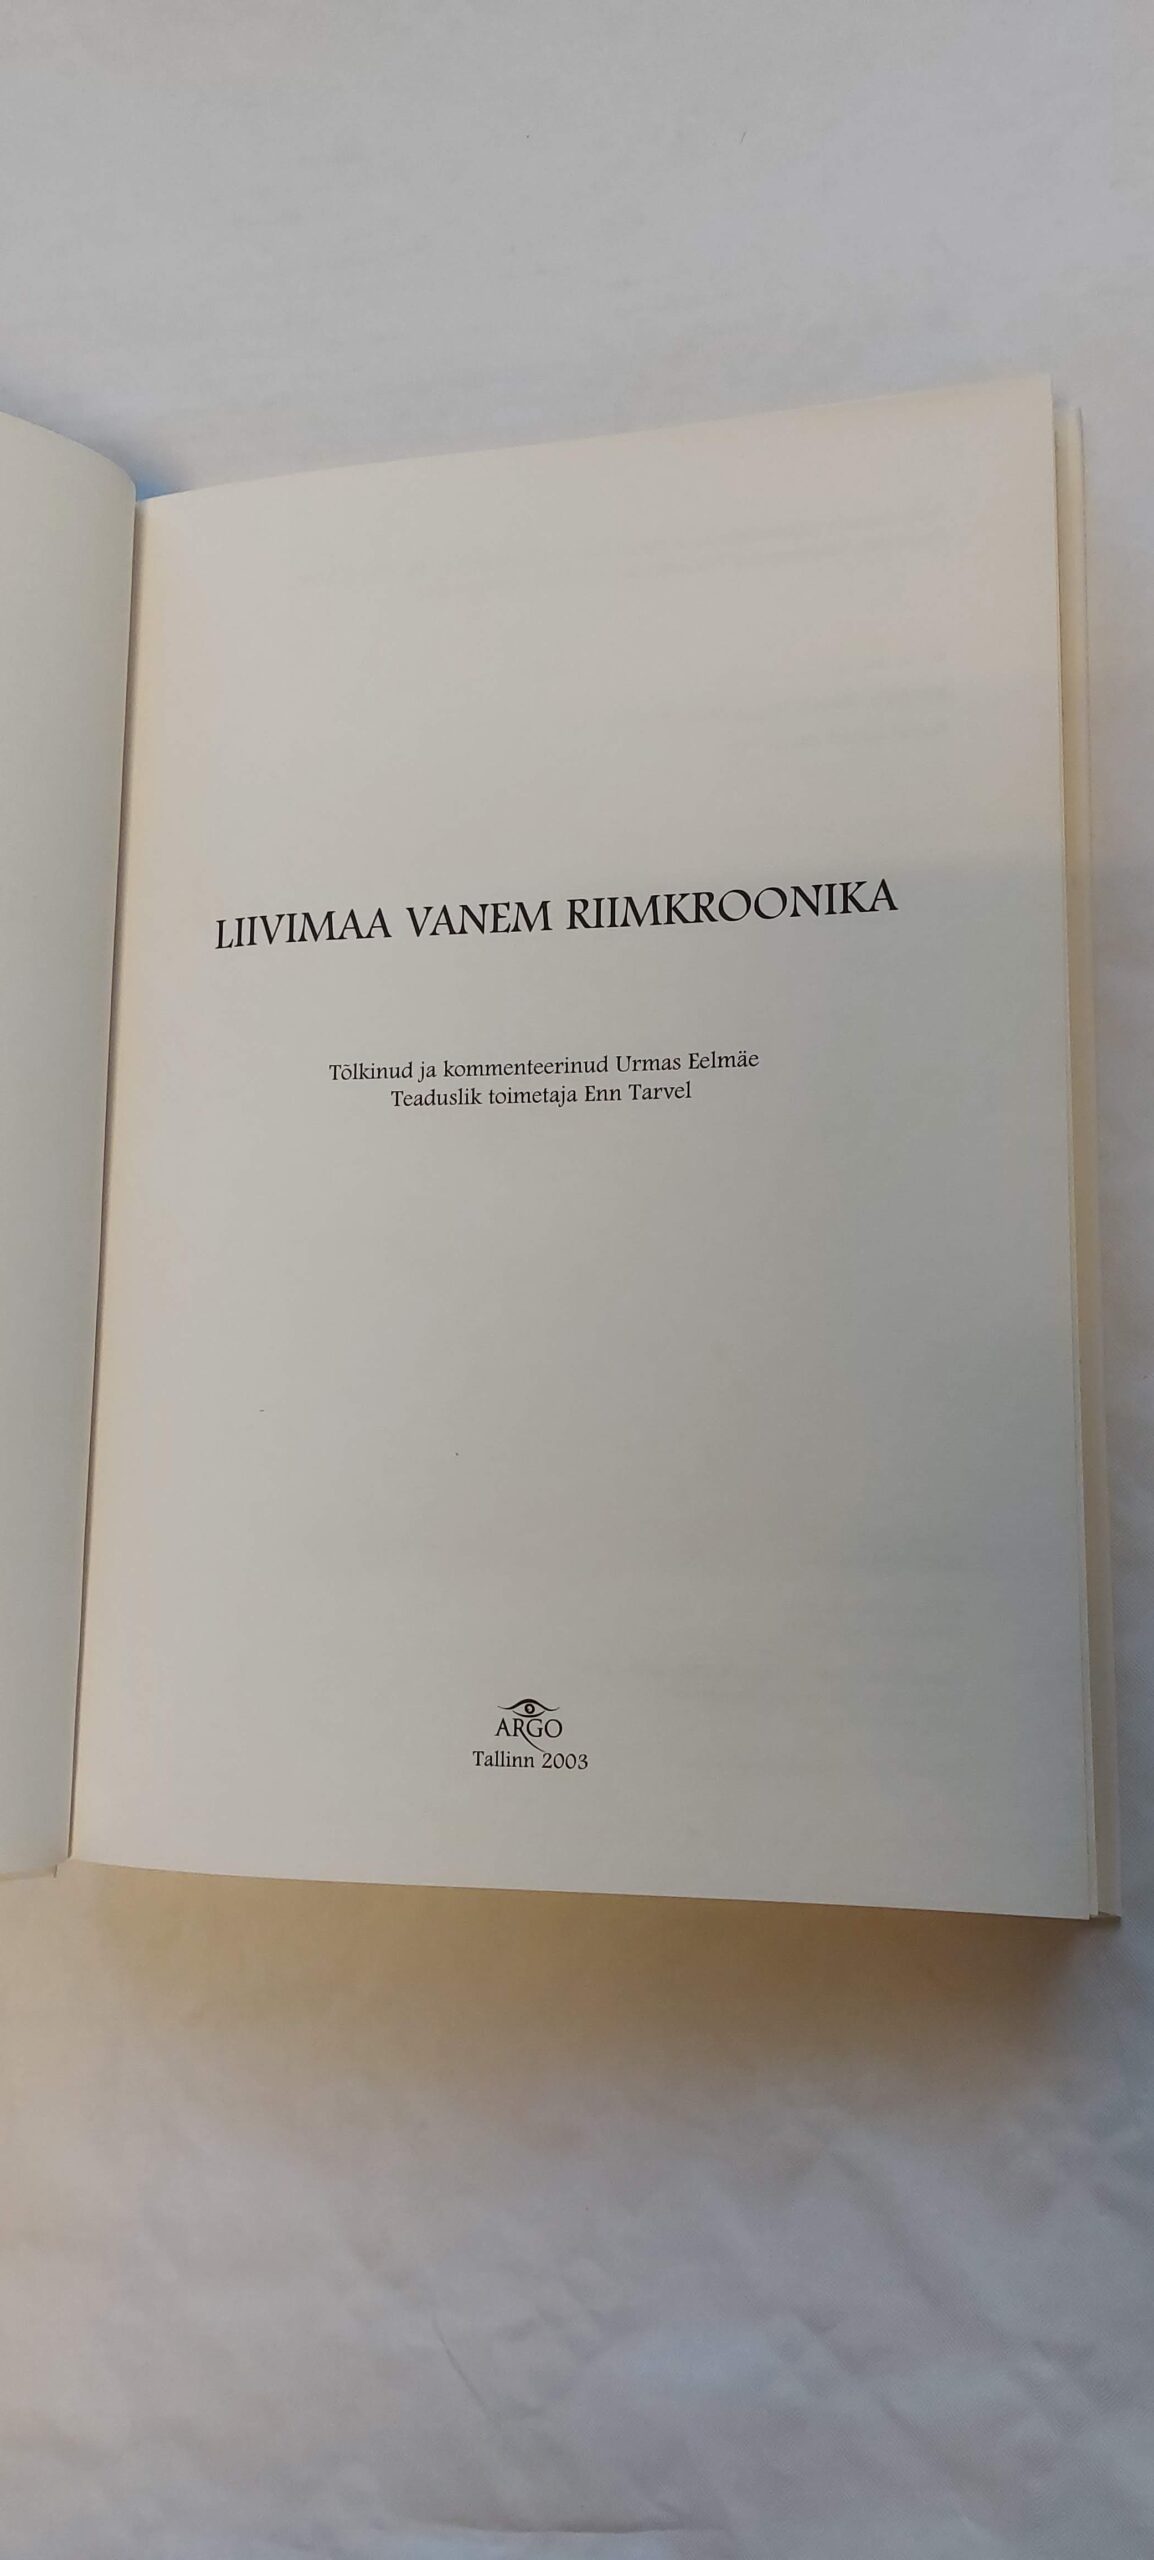 LIIVIMAA VANEM RIIMKROONIKA
Tõlkinud ja kommenteerinud Urmas Eelmäe
Teaduslik toimetaja Enn Tarvel
ARGO
Tallinn 2003